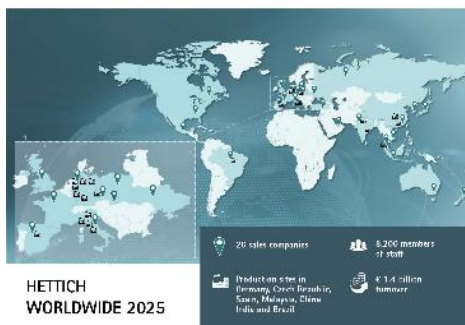 26 sales companies
8.200 members
of staff
Production sites in
Germany, Czech Republic,
Spain, Malaysia, China
India and Brazil
€ 1.4 billion
turnover
HETTICH
WORLDWIDE 2025